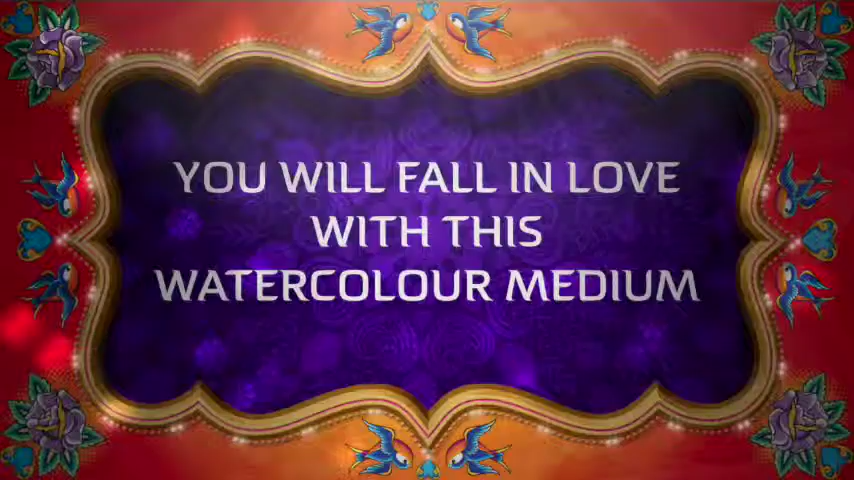 YOU WILL FALL IN LOVE
WITH THIS
WATERCOLOUR MEDIUM